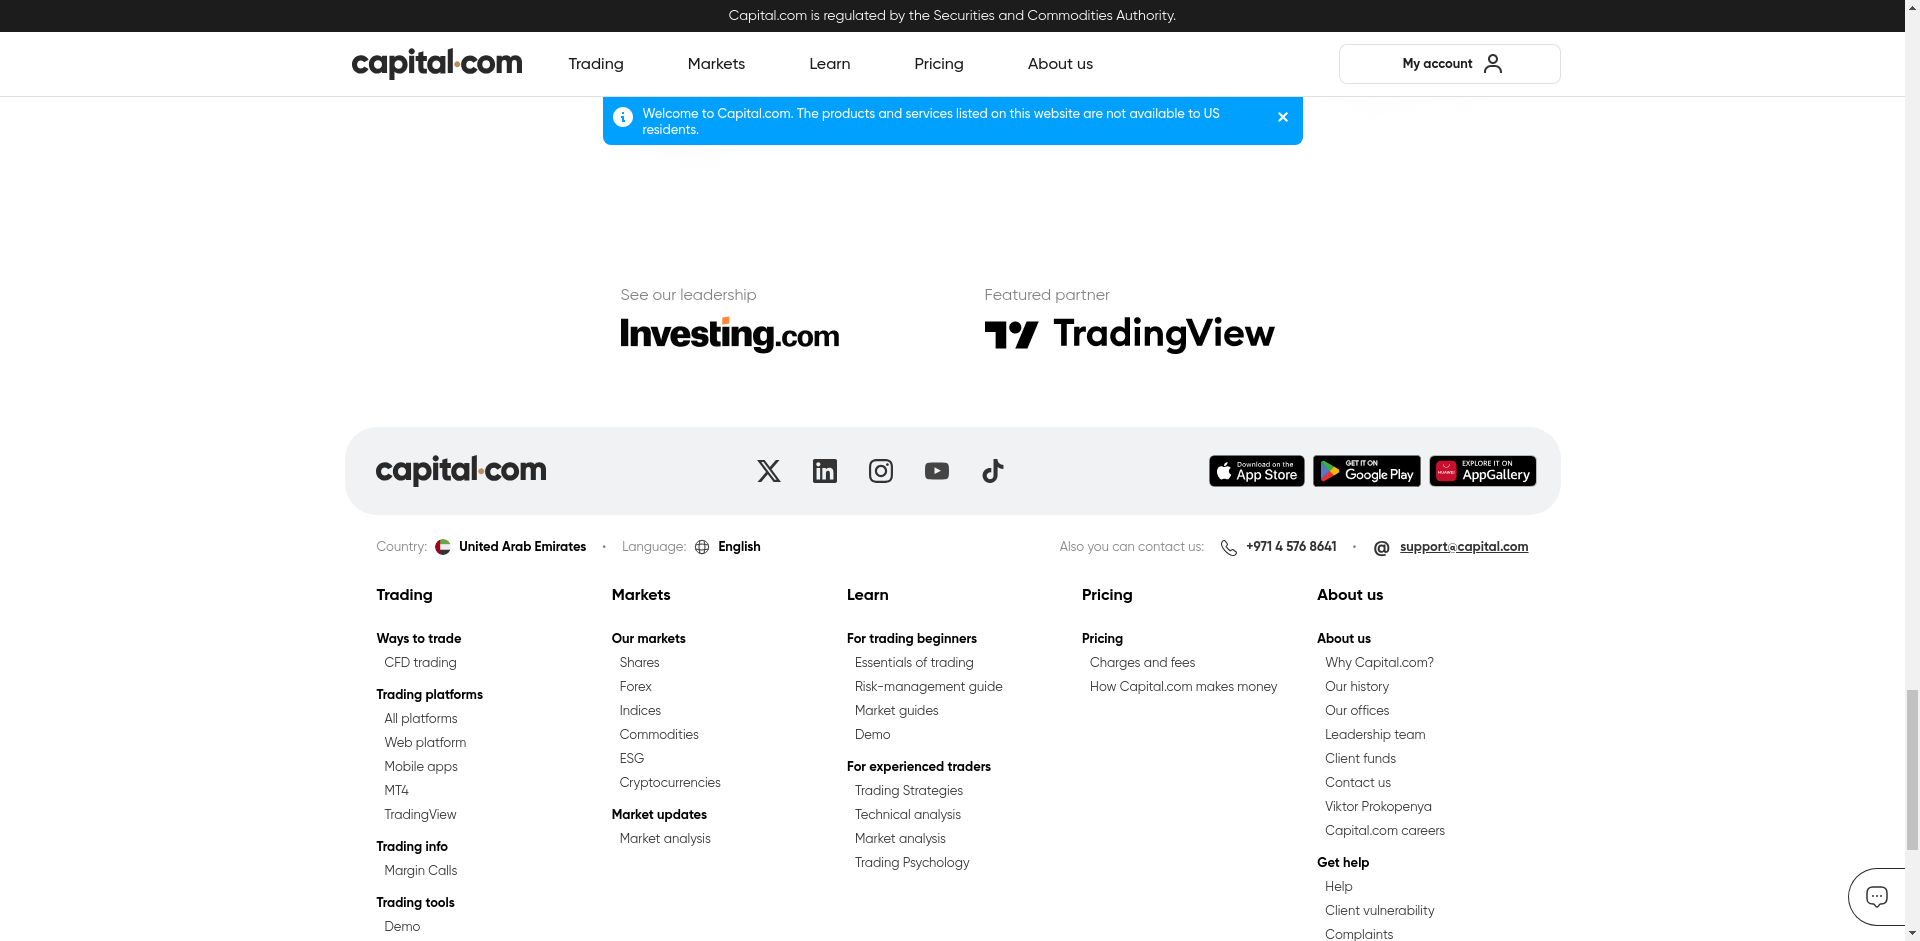 Capital.com is regulated by the Securities and Commodities Authority.
capital.com
Trading
Markets
Learn
Pricing
About us
My account
Welcome to Capital.com. The products and services listed on this website are not available to US
residents.
See our leadership
Investing.com
Featured partner
TradingView
capital.com
Download on the
App Store
GET IT ON
Google Play
HUAWEI
EXPLORE IT ON
AppGallery
Country: United Arab Emirates • Language: English
Also you can contact us: +971 4 576 8641 • @ support@capital.com
Trading
Ways to trade
CFD trading
Trading platforms
All platforms
Web platform
Mobile apps
MT4
TradingView
Trading info
Margin Calls
Trading tools
Demo
Markets
Our markets
Shares
Forex
Indices
Commodities
ESG
Cryptocurrencies
Market updates
Market analysis
Learn
For trading beginners
Essentials of trading
Risk-management guide
Market guides
Demo
For experienced traders
Trading Strategies
Technical analysis
Market analysis
Trading Psychology
Pricing
Pricing
Charges and fees
How Capital.com makes money
About us
About us
Why Capital.com?
Our history
Our offices
Leadership team
Client funds
Contact us
Viktor Prokopenya
Capital.com careers
Get help
Help
Client vulnerability
Complaints